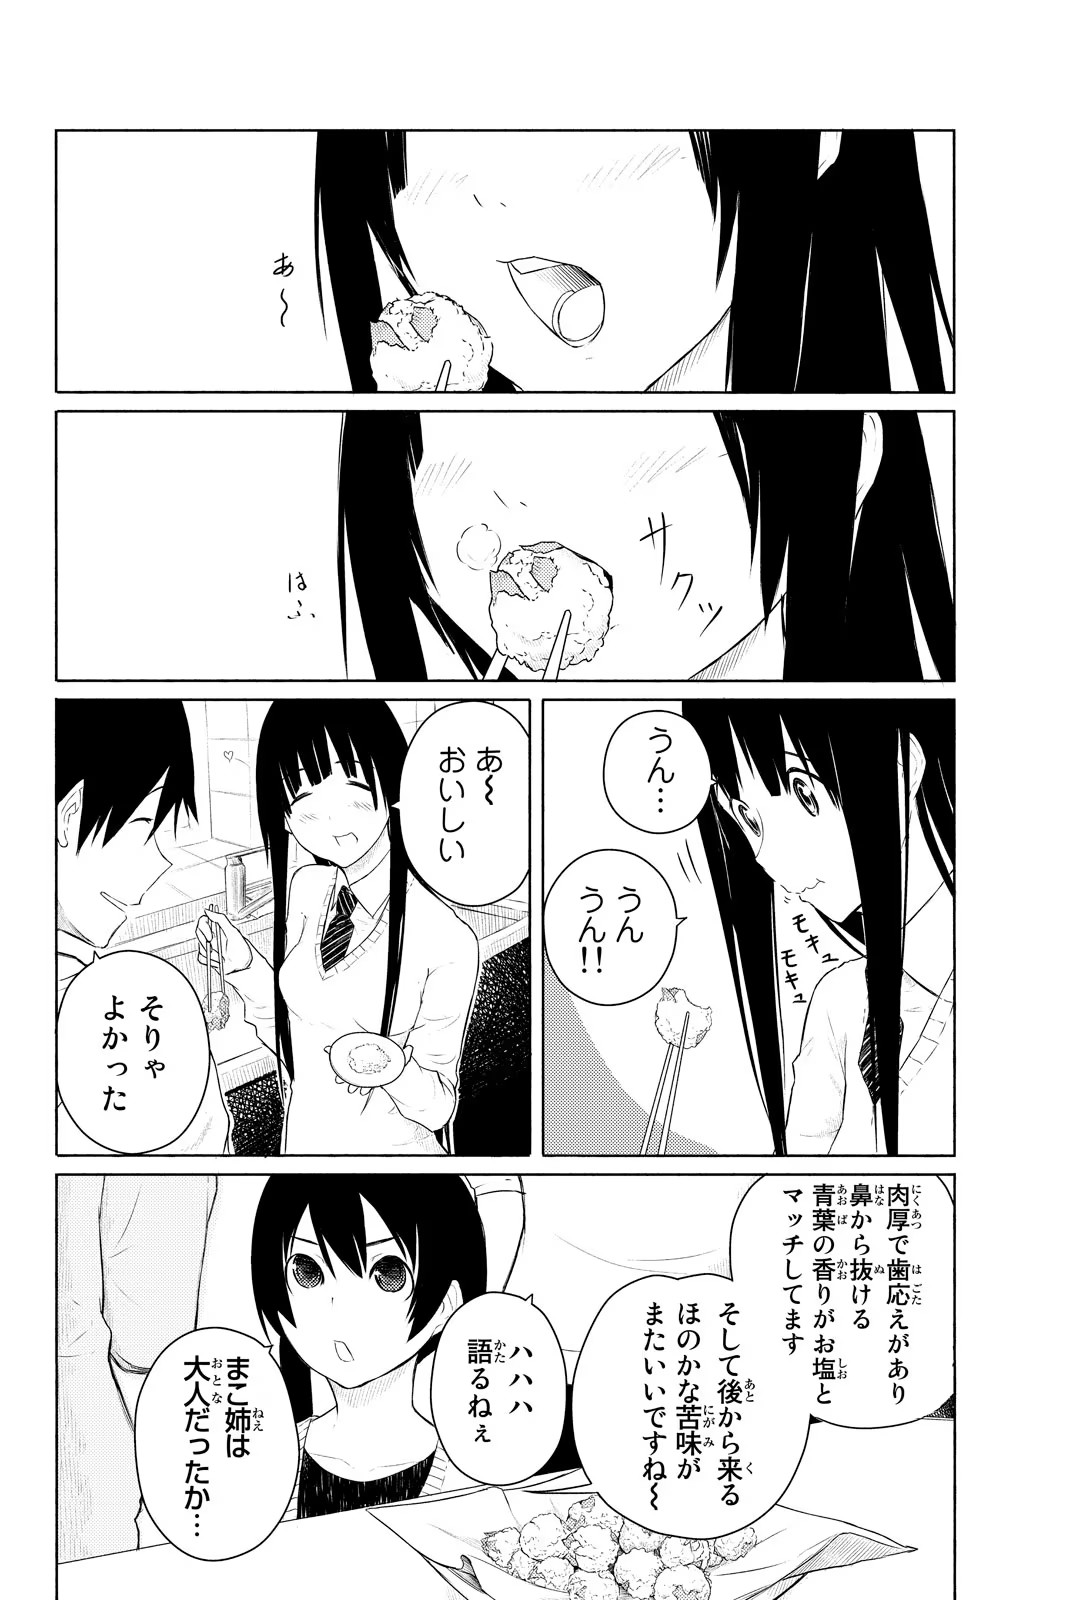 あ〜
サクッ
はふ
うん…
うん
うん!!
モキュ
モキュ
あ〜
おいしい
そりゃ
よかった
肉厚で歯応えがあり
鼻から抜ける
青葉の香りがお塩と
マッチしてます
そして後から来る
ほのかな苦味が
またいいですね〜
ハハハ
語るねぇ
まこ姉は
大人だったか…